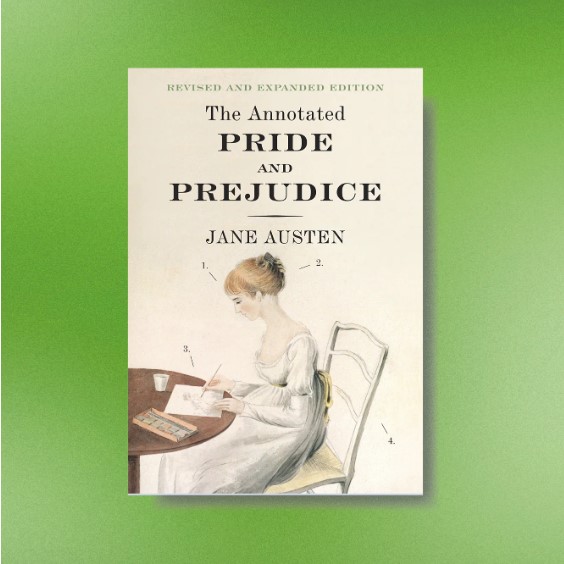 REVISED AND EXPANDED EDITION
The Annotated
PRIDE
AND
PREJUDICE
JANE AUSTEN
1.
2.
3.
4.